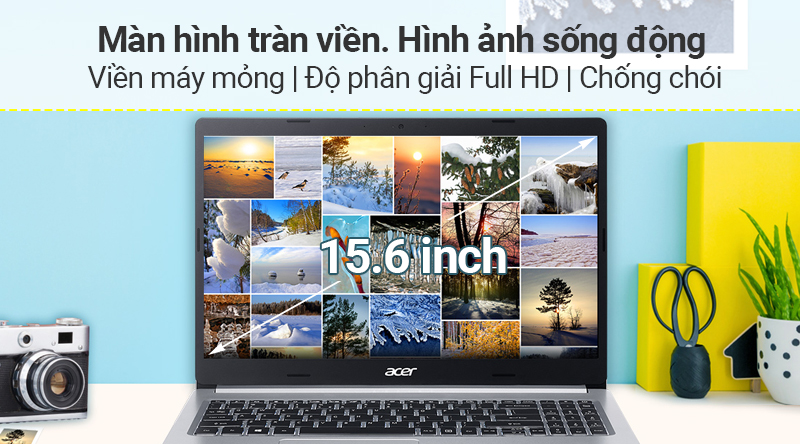 Màn hình tràn viền. Hình ảnh sống động
Viền máy mỏng | Độ phân giải Full HD | Chống chói
15.6 inch
acer